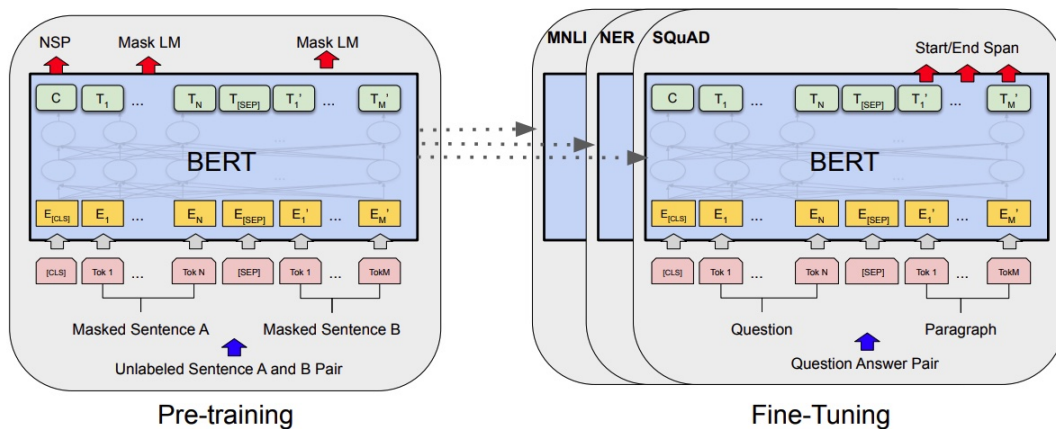 NSP Mask LM Mask LM
C T1 ... TN T[SEP] T1' ... TM'
BERT
E[CLS] E1 ... EN E[SEP] E1' ... EM'
[CLS] Tok 1 ... Tok N [SEP] Tok 1 ... TokM
Masked Sentence A Masked Sentence B
Unlabeled Sentence A and B Pair
Pre-training
MNLI NER SQuAD
Start/End Span
C T1 ... TN T[SEP] T1' ... TM'
BERT
E[CLS] E1 ... EN E[SEP] E1' ... EM'
[CLS] Tok 1 ... Tok N [SEP] Tok 1 ... TokM
Question Paragraph
Question Answer Pair
Fine-Tuning